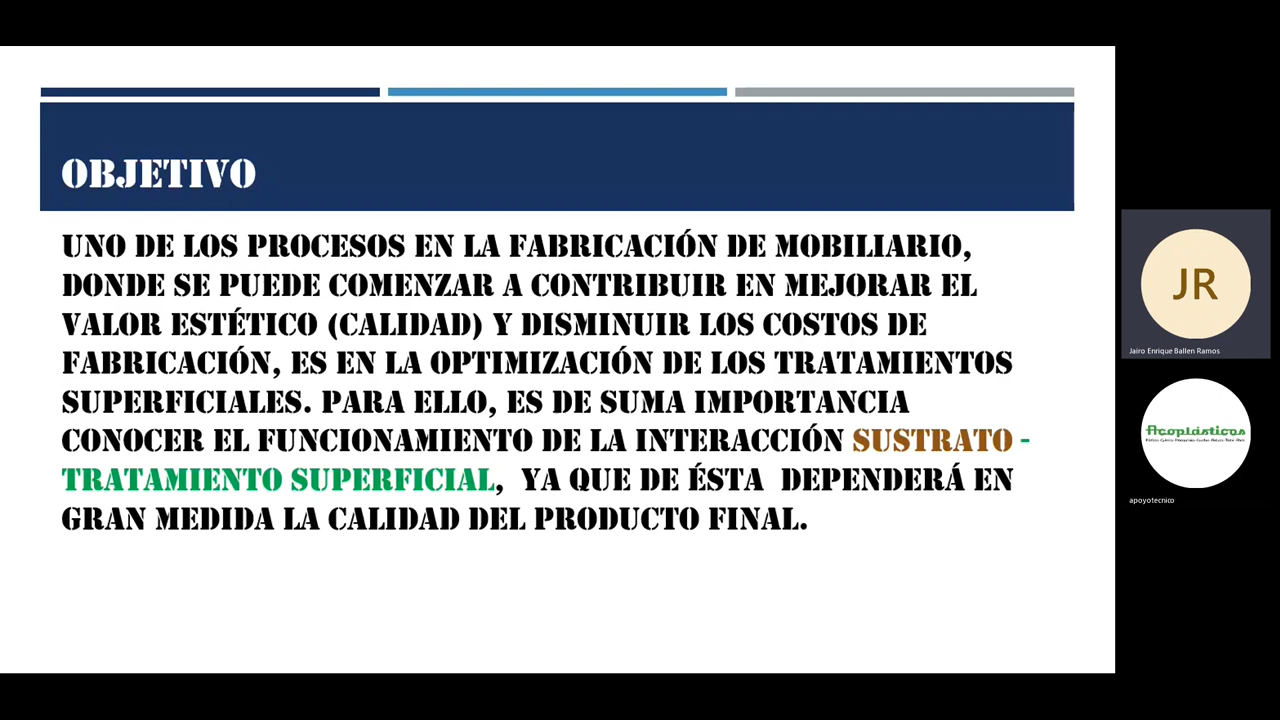 OBJETIVO
UNO DE LOS PROCESOS EN LA FABRICACIÓN DE MOBILIARIO,
DONDE SE PUEDE COMENZAR A CONTRIBUIR EN MEJORAR EL
VALOR ESTÉTICO (CALIDAD) Y DISMINUIR LOS COSTOS DE
FABRICACIÓN, ES EN LA OPTIMIZACIÓN DE LOS TRATAMIENTOS
SUPERFICIALES. PARA ELLO, ES DE SUMA IMPORTANCIA
CONOCER EL FUNCIONAMIENTO DE LA INTERACCIÓN SUSTRATO -
TRATAMIENTO SUPERFICIAL, YA QUE DE ÉSTA DEPENDERÁ EN
GRAN MEDIDA LA CALIDAD DEL PRODUCTO FINAL.
JR
Jairo Enrique Ballen Ramos
Acoplásticos
apoyotecnico